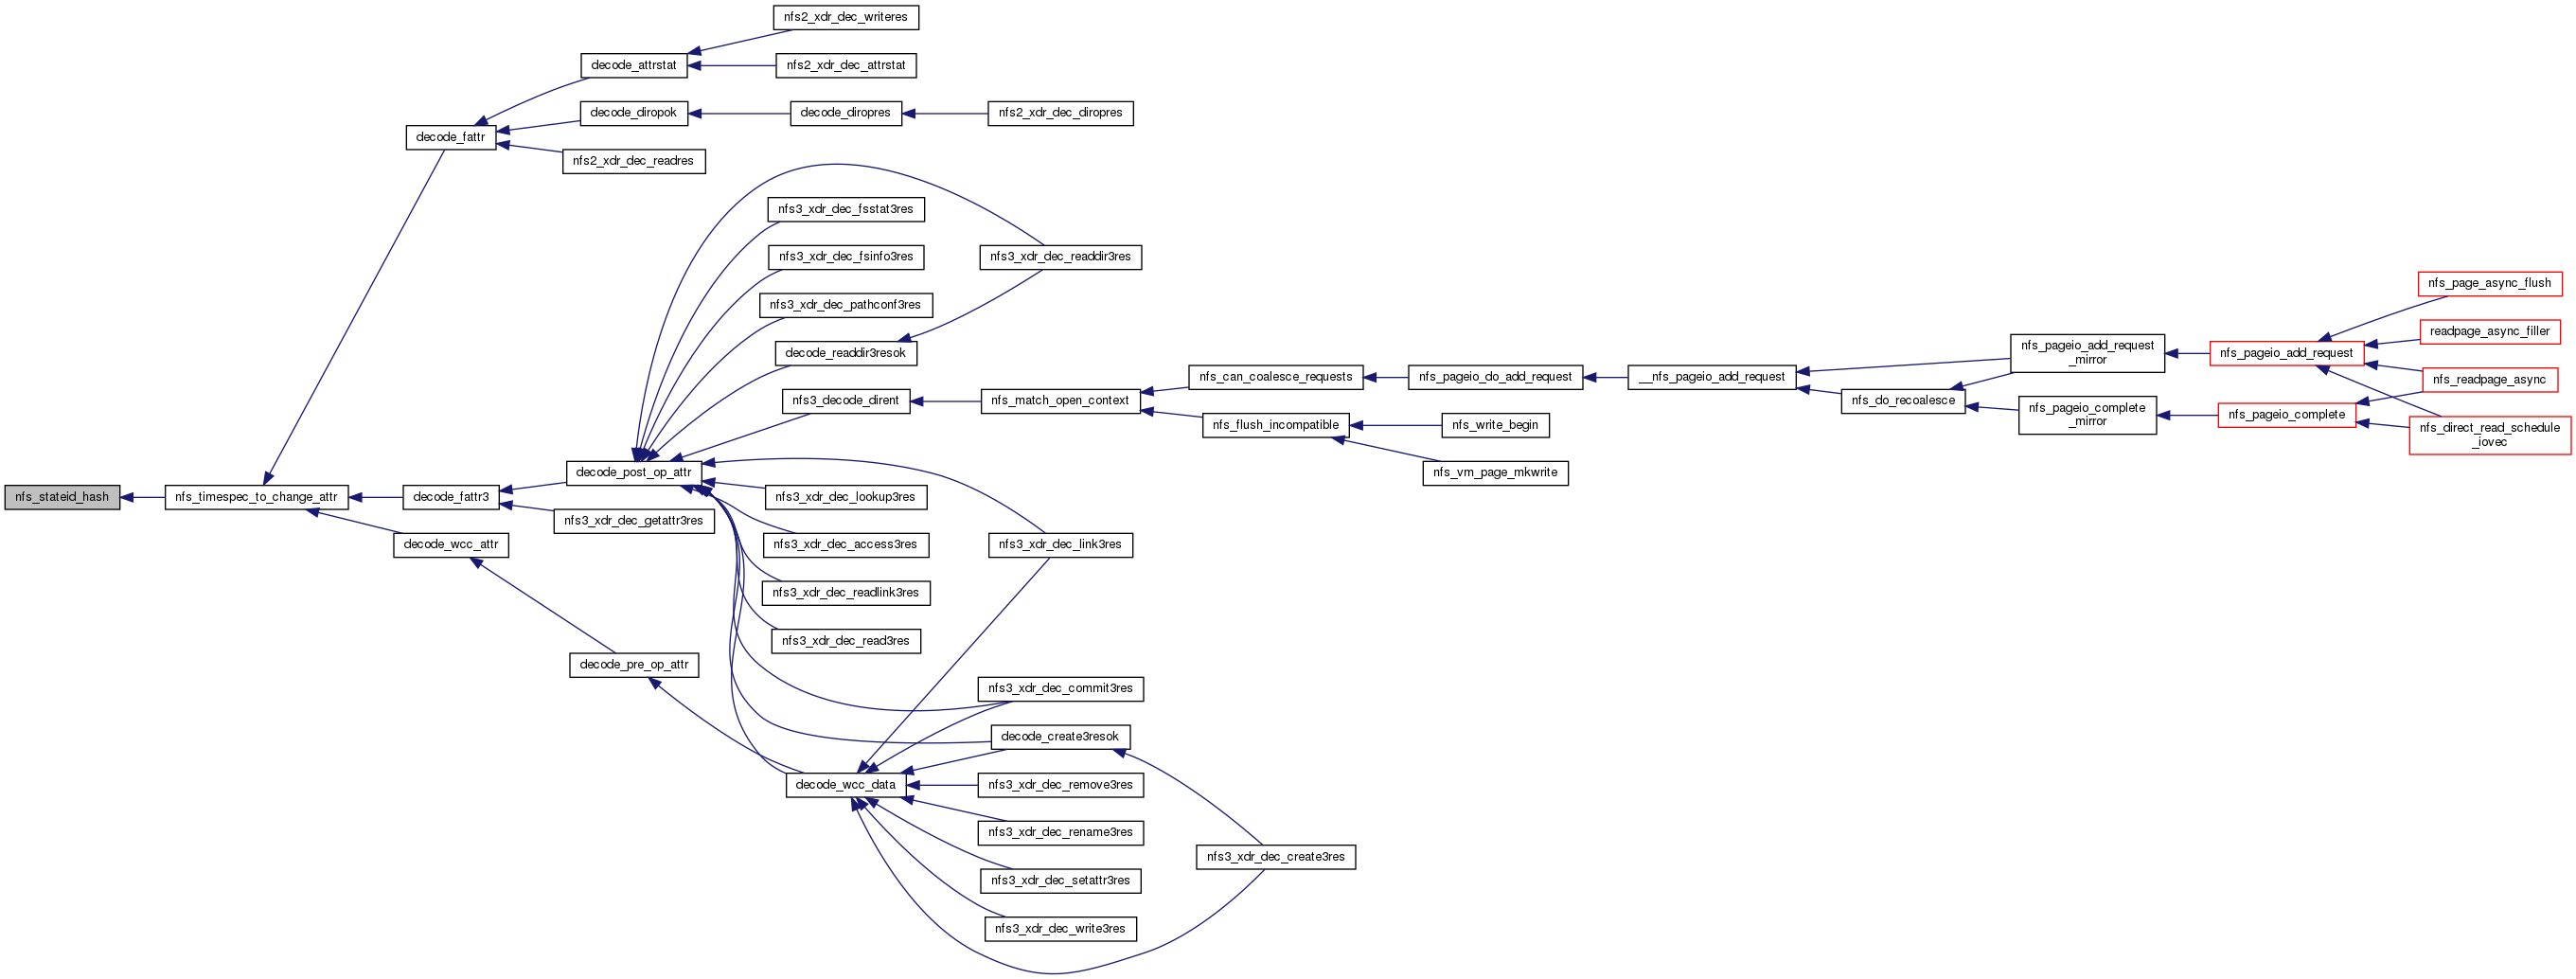 nfs2_xdr_dec_writeres
decode_attrstat
nfs2_xdr_dec_attrstat
decode_diropok
decode_diropres
nfs2_xdr_dec_diropres
decode_fattr
nfs2_xdr_dec_readres
nfs3_xdr_dec_fsstat3res
nfs3_xdr_dec_fsinfo3res
nfs3_xdr_dec_readdir3res
nfs3_xdr_dec_pathconf3res
decode_readdir3resok
nfs3_decode_dirent
nfs_match_open_context
nfs_can_coalesce_requests
nfs_flush_incompatible
nfs_pageio_do_add_request
nfs_write_begin
nfs_vm_page_mkwrite
__nfs_pageio_add_request
nfs_do_recoalesce
nfs_pageio_add_request
_mirror
nfs_pageio_complete
_mirror
nfs_pageio_add_request
nfs_pageio_complete
nfs_page_async_flush
readpage_async_filler
nfs_readpage_async
nfs_direct_read_schedule
_iovec
decode_post_op_attr
nfs_stateid_hash
nfs_timespec_to_change_attr
decode_fattr3
nfs3_xdr_dec_lookup3res
nfs3_xdr_dec_getattr3res
decode_wcc_attr
nfs3_xdr_dec_access3res
nfs3_xdr_dec_link3res
nfs3_xdr_dec_readlink3res
nfs3_xdr_dec_read3res
decode_pre_op_attr
nfs3_xdr_dec_commit3res
decode_create3resok
decode_wcc_data
nfs3_xdr_dec_remove3res
nfs3_xdr_dec_rename3res
nfs3_xdr_dec_create3res
nfs3_xdr_dec_setattr3res
nfs3_xdr_dec_write3res